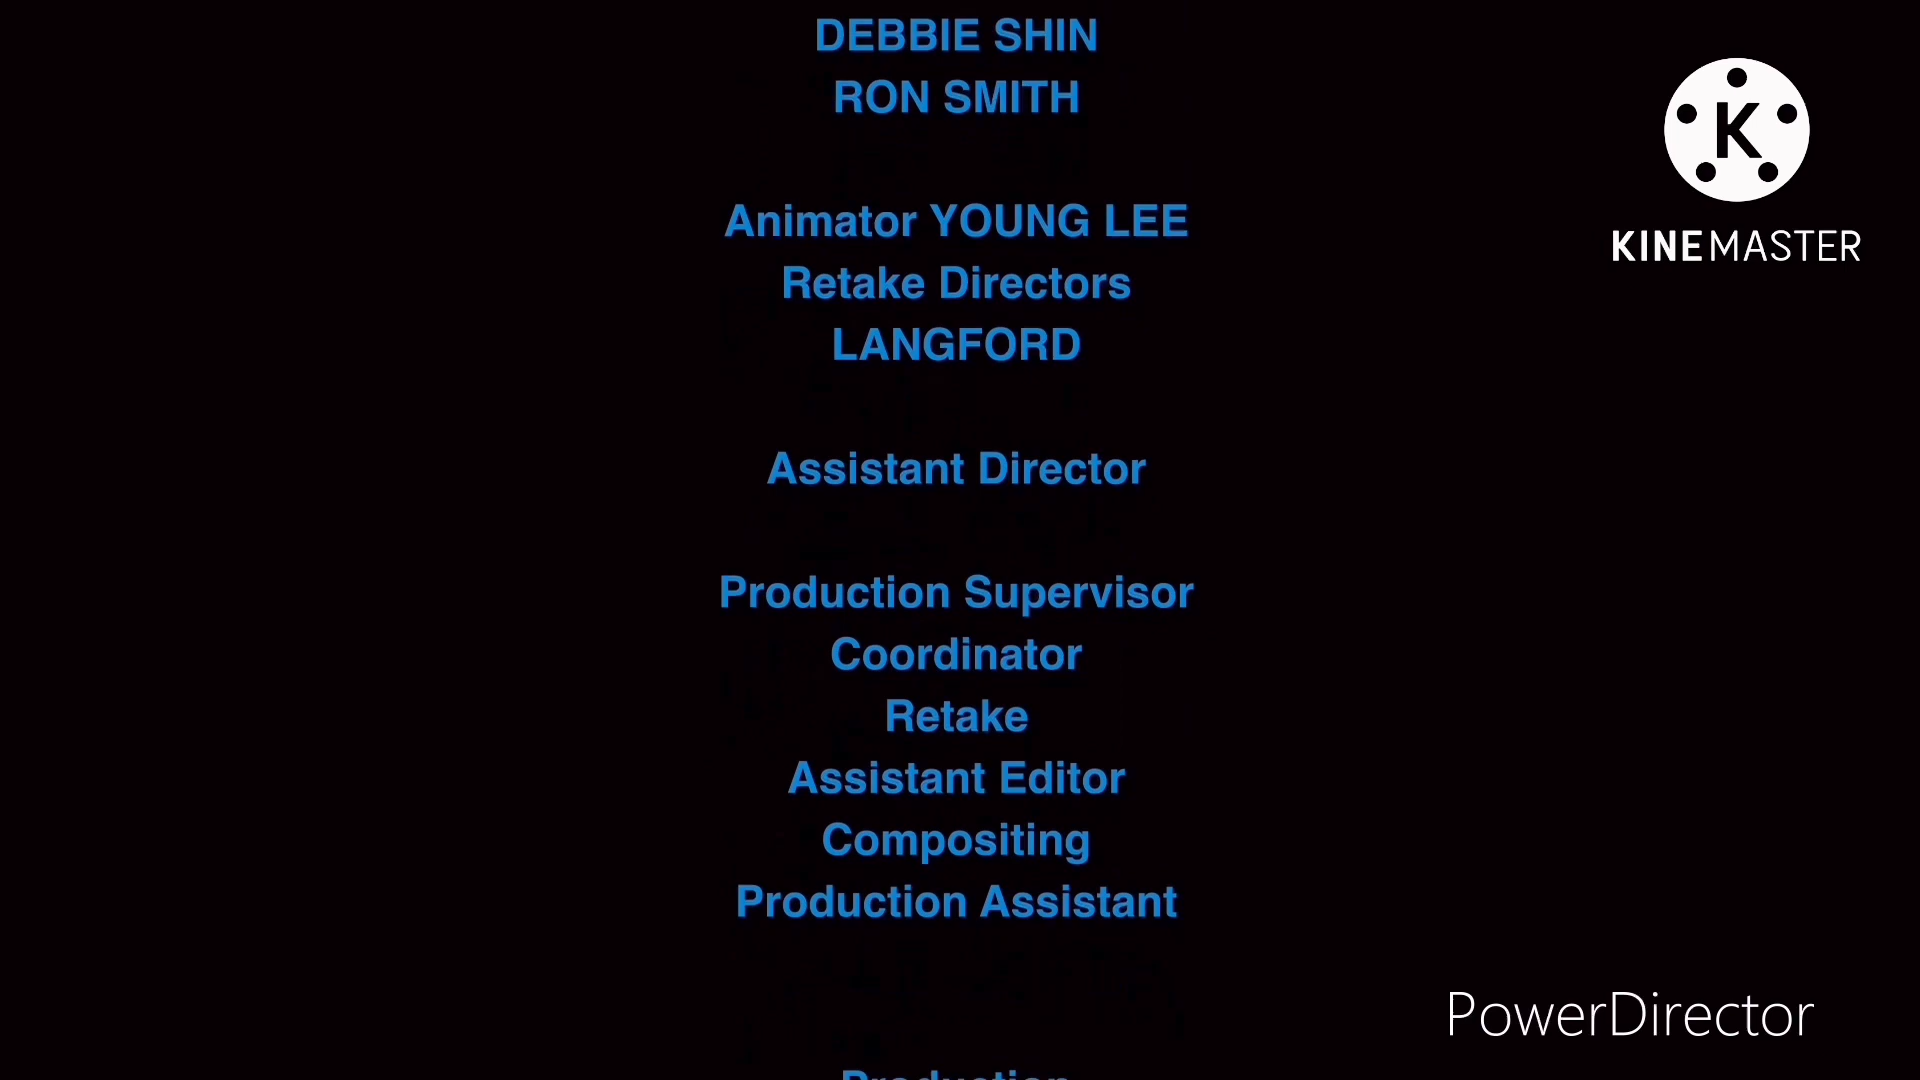 DEBBIE SHIN
RON SMITH
K
KINEMASTER
Animator YOUNG LEE
Retake Directors
LANGFORD
Assistant Director
Production Supervisor
Coordinator
Retake
Assistant Editor
Compositing
Production Assistant
PowerDirector
Production